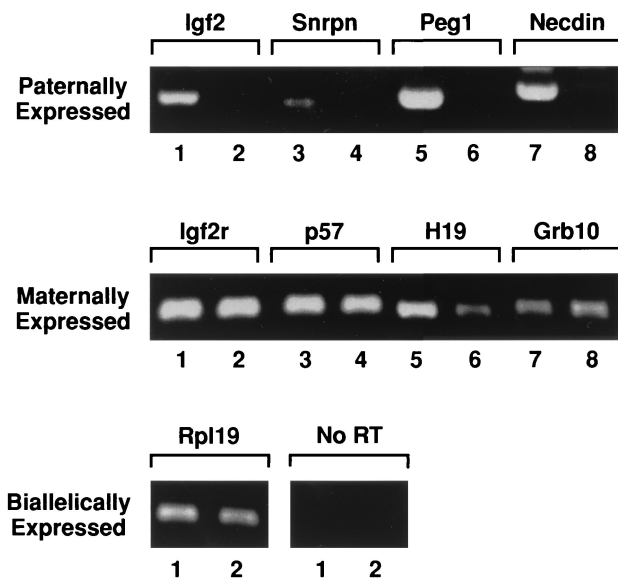 Igf2 Snrpn Peg1 Necdin
Paternally
Expressed
1 2 3 4 5 6 7 8
Igf2r p57 H19 Grb10
Maternally
Expressed
1 2 3 4 5 6 7 8
Rpl19 No RT
Biallelically
Expressed
1 2 1 2